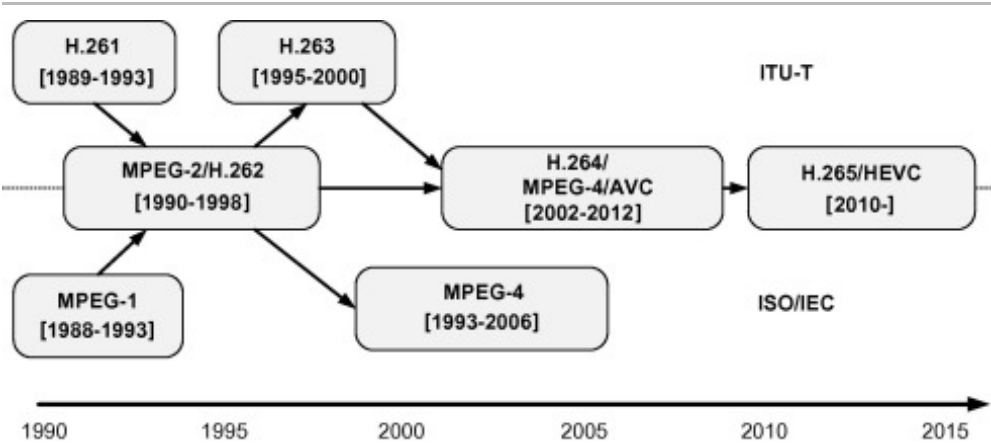 H.261
[1989-1993]
H.263
[1995-2000]
ITU-T
MPEG-2/H.262
[1990-1998]
H.264/
MPEG-4/AVC
[2002-2012]
H.265/HEVC
[2010-]
MPEG-1
[1988-1993]
MPEG-4
[1993-2006]
ISO/IEC
1990 1995 2000 2005 2010 2015